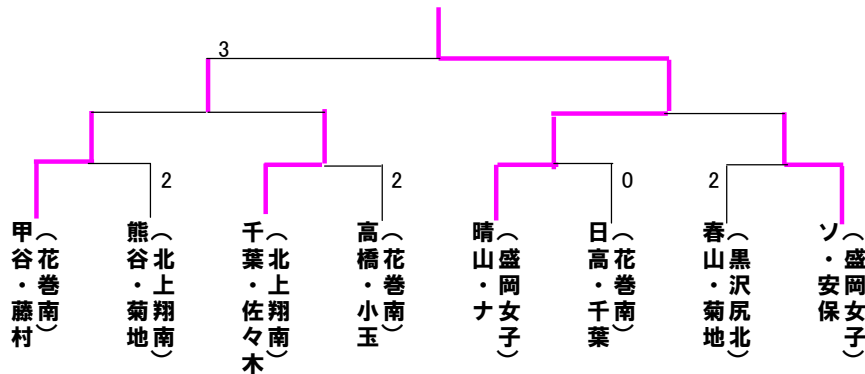 3
2
2
0
2
甲谷・藤村
（花巻南）
熊谷・菊地
（北上翔南）
千葉・佐々木
（北上翔南）
高橋・小玉
（花巻南）
晴山・ナ
（盛岡女子）
日高・千葉
（花巻南）
春山・菊地
（黒沢尻北）
ソ・安保
（盛岡女子）